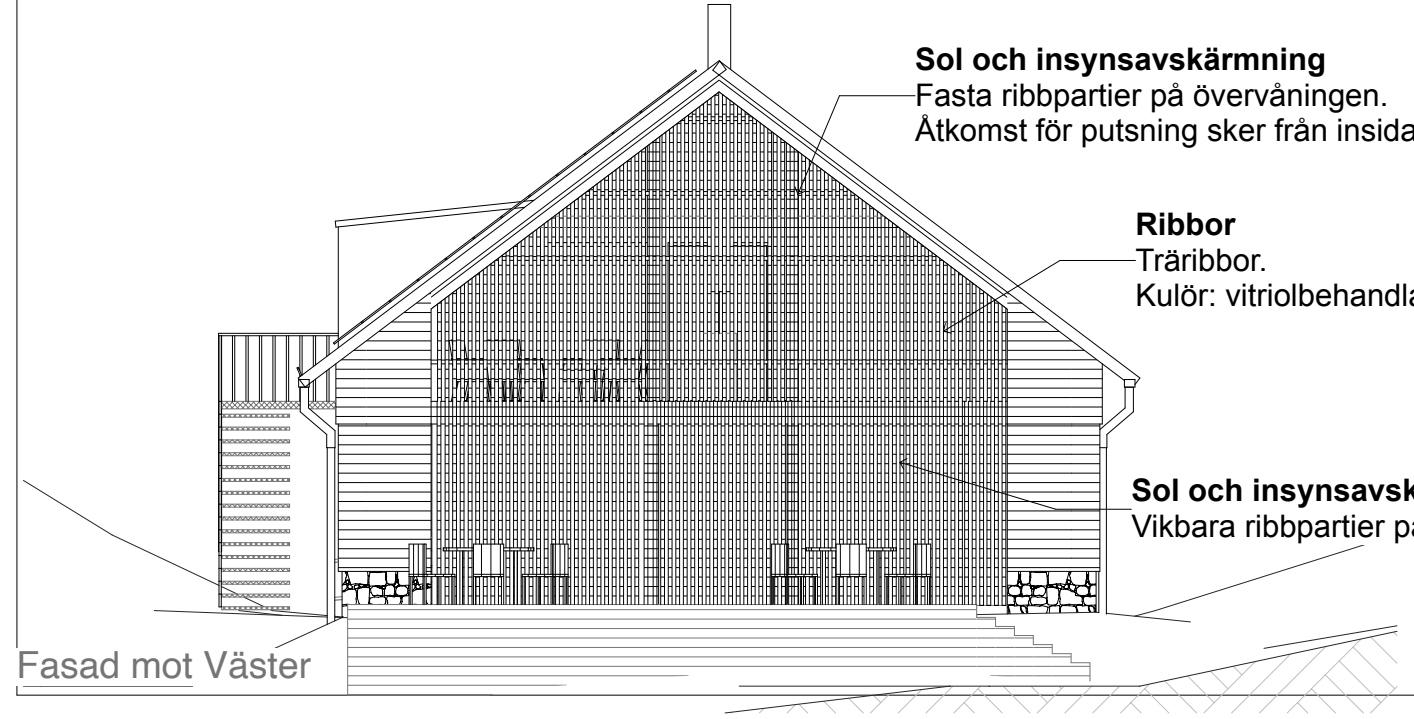 Sol och insynsavskärmning
Fasta ribbpartier på övervåningen.
Åtkomst för putsning sker från insida
Ribbor
Träribbor.
Kulör: vitriolbehandla
Sol och insynsavsk
Vikbara ribbpartier på
Fasad mot Väster